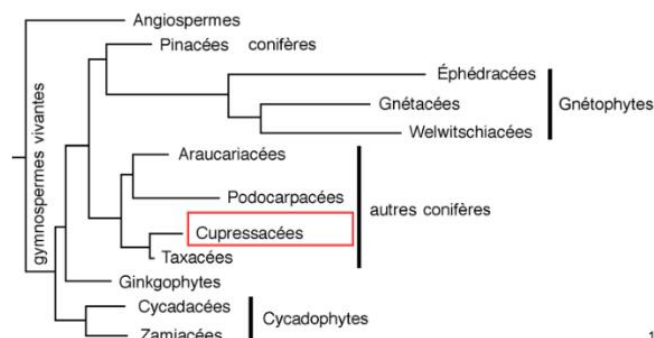 Angiospermes
Pinacées conifères
Éphédracées
Gnétacées
Gnétophytes
Welwitschiacées
gymnospermes vivantes
Araucariacées
Podocarpacées
autres conifères
Cupressacées
Taxacées
Ginkgophytes
Cycadacées
Cycadophytes
Zamiacées
1